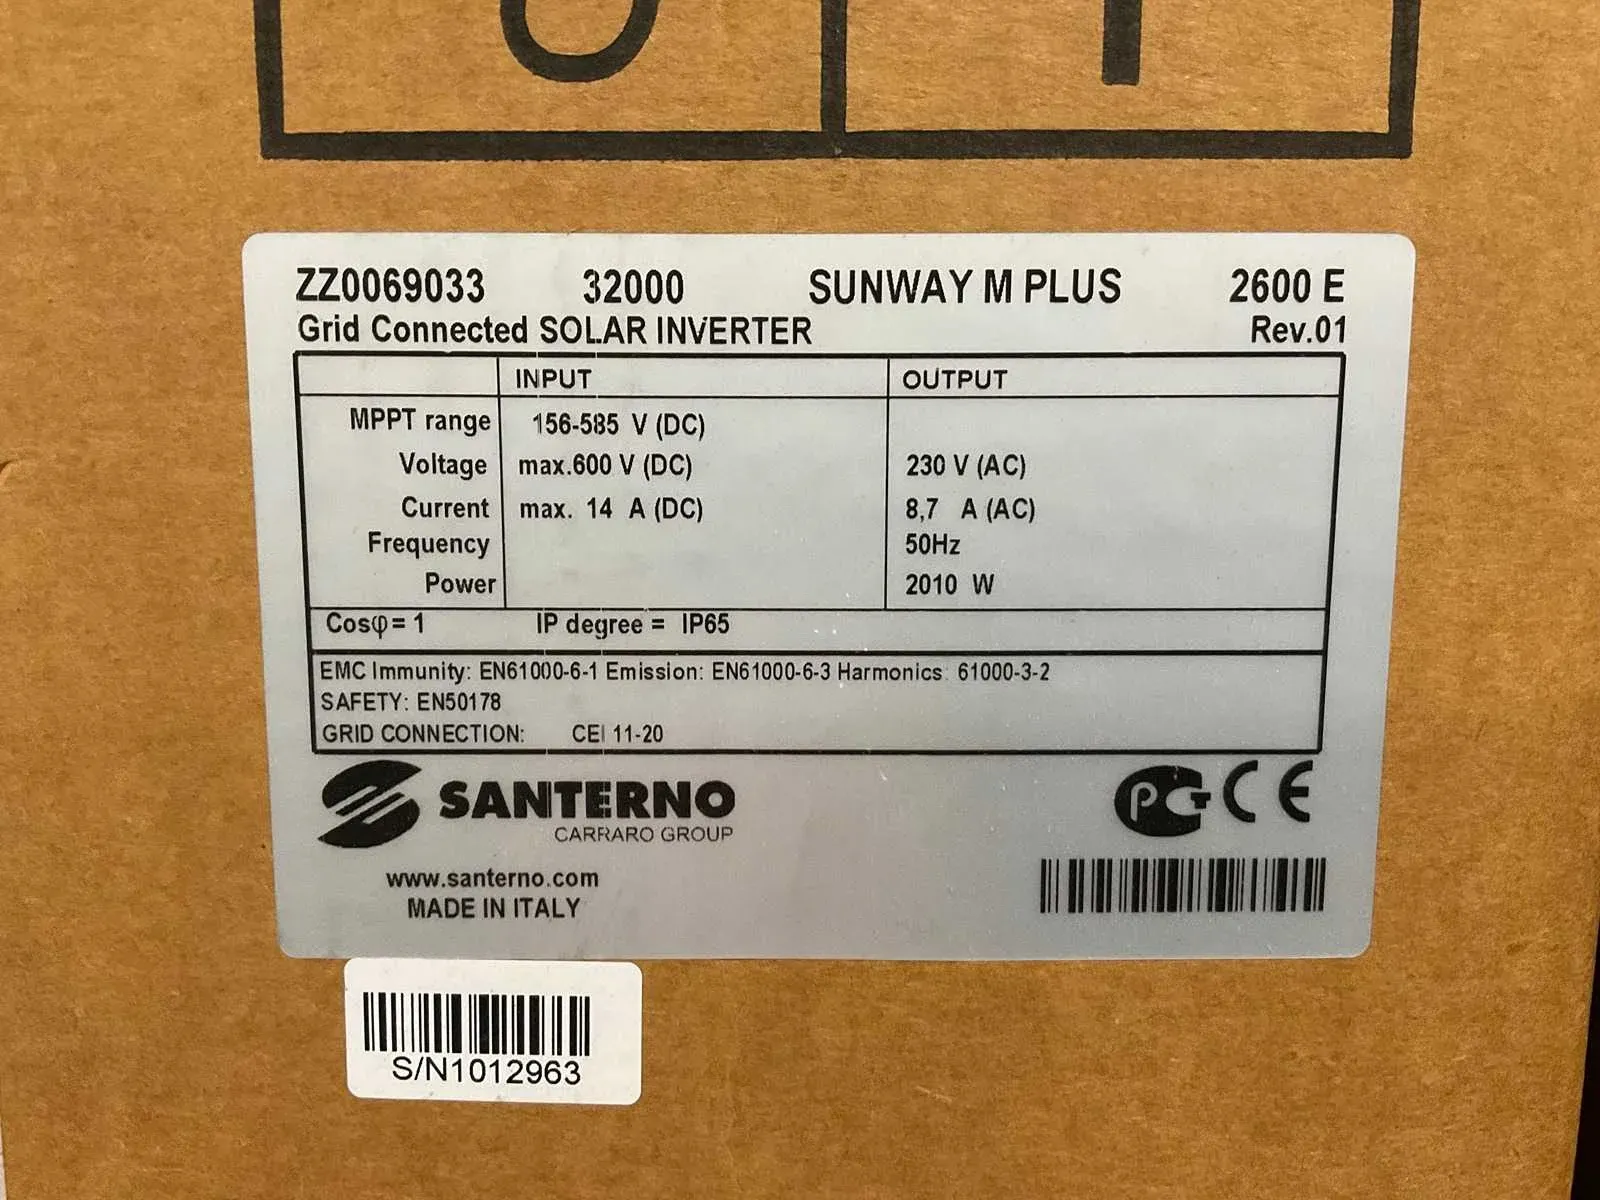 ZZ0069033 32000 SUNWAY M PLUS 2600 E
Grid Connected SOLAR INVERTER Rev.01
INPUT OUTPUT
MPPT range 156-585 V (DC)
Voltage max.600 V (DC) 230 V (AC)
Current max. 14 A (DC) 8,7 A (AC)
Frequency 50Hz
Power 2010 W
Cosφ= 1 IP degree = IP65
EMC Immunity: EN61000-6-1 Emission: EN61000-6-3 Harmonics: 61000-3-2
SAFETY: EN50178
GRID CONNECTION: CEI 11-20
SANTERNO
CARRARO GROUP
PCT CE
www.santerno.com
MADE IN ITALY
S/N1012963